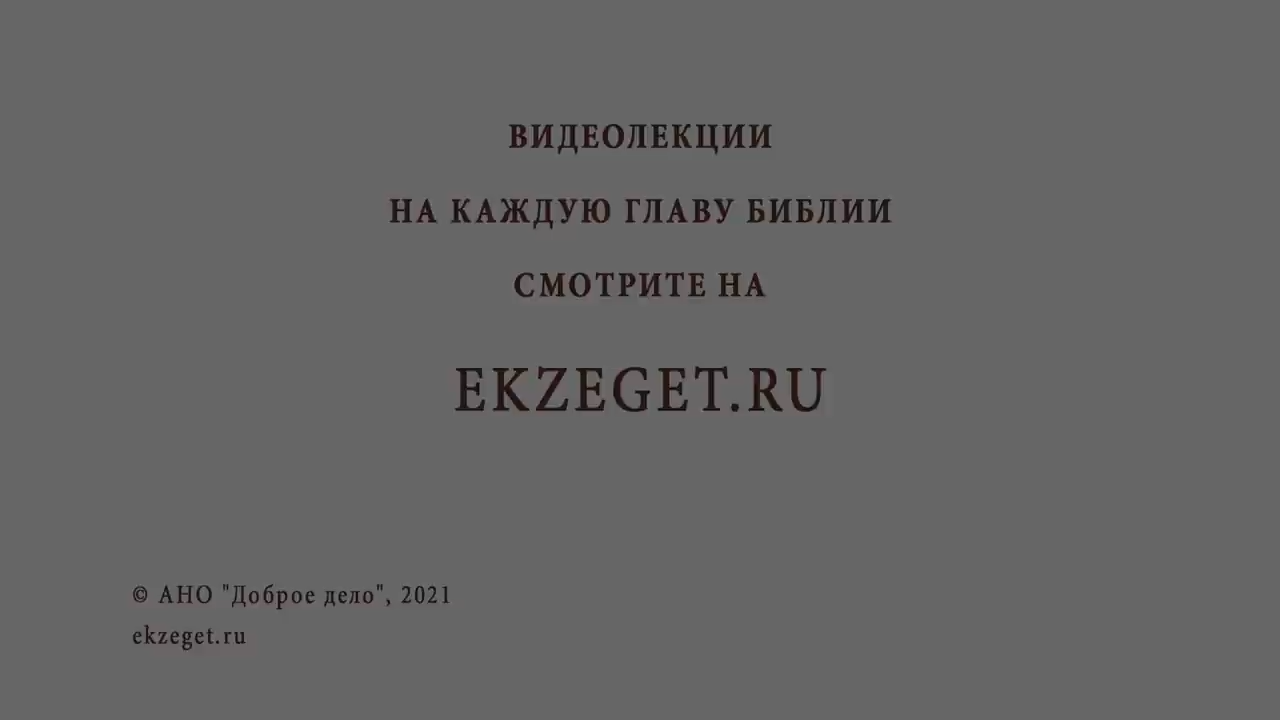 ВИДЕОЛЕКЦИИ
НА КАЖДУЮ ГЛАВУ БИБЛИИ
СМОТРИТЕ НА
EKZEGET.RU
© АНО "Доброе дело", 2021
ekzeget.ru